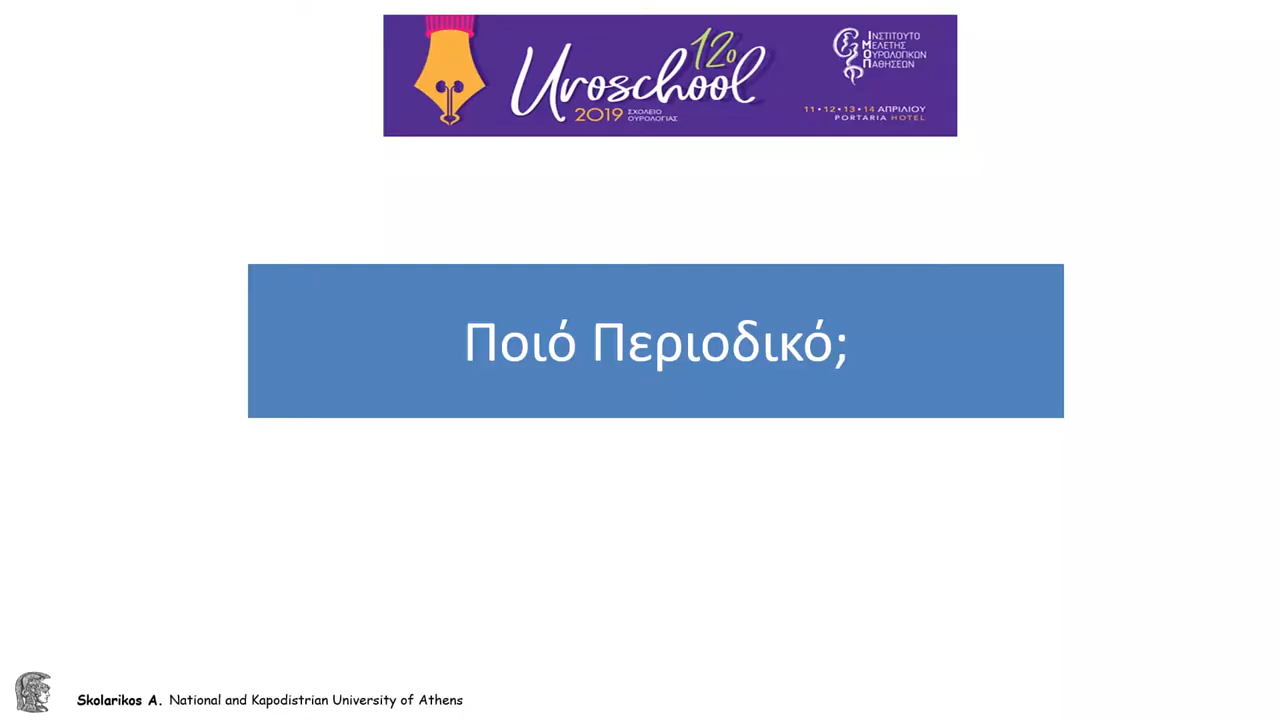 Uroschool 12ο
2019 ΣΧΟΛΕΙΟ
ΟΥΡΟΛΟΓΙΑΣ
ΙΝΣΤΙΤΟΥΤΟ
ΜΕΛΕΤΗΣ
ΟΥΡΟΛΟΓΙΚΩΝ
ΠΑΘΗΣΕΩΝ
Ι
Μ
Ο
Π
11 • 12 • 13 • 14 ΑΠΡΙΛΙΟΥ
PORTARIA HOTEL
Ποιό Περιοδικό;
Skolarikos A. National and Kapodistrian University of Athens